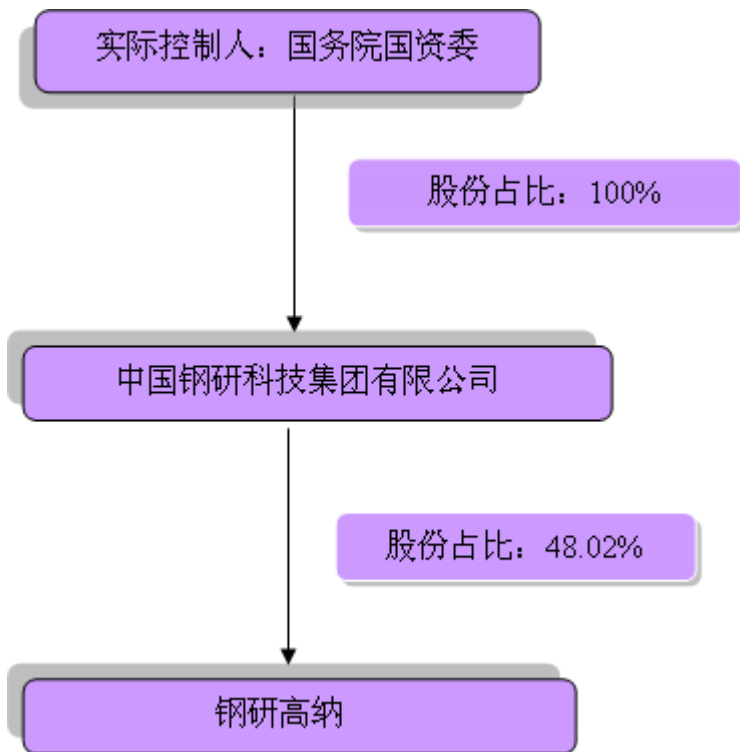 实际控制人：国务院国资委
股份占比：100%
中国钢研科技集团有限公司
股份占比：48.02%
钢研高纳